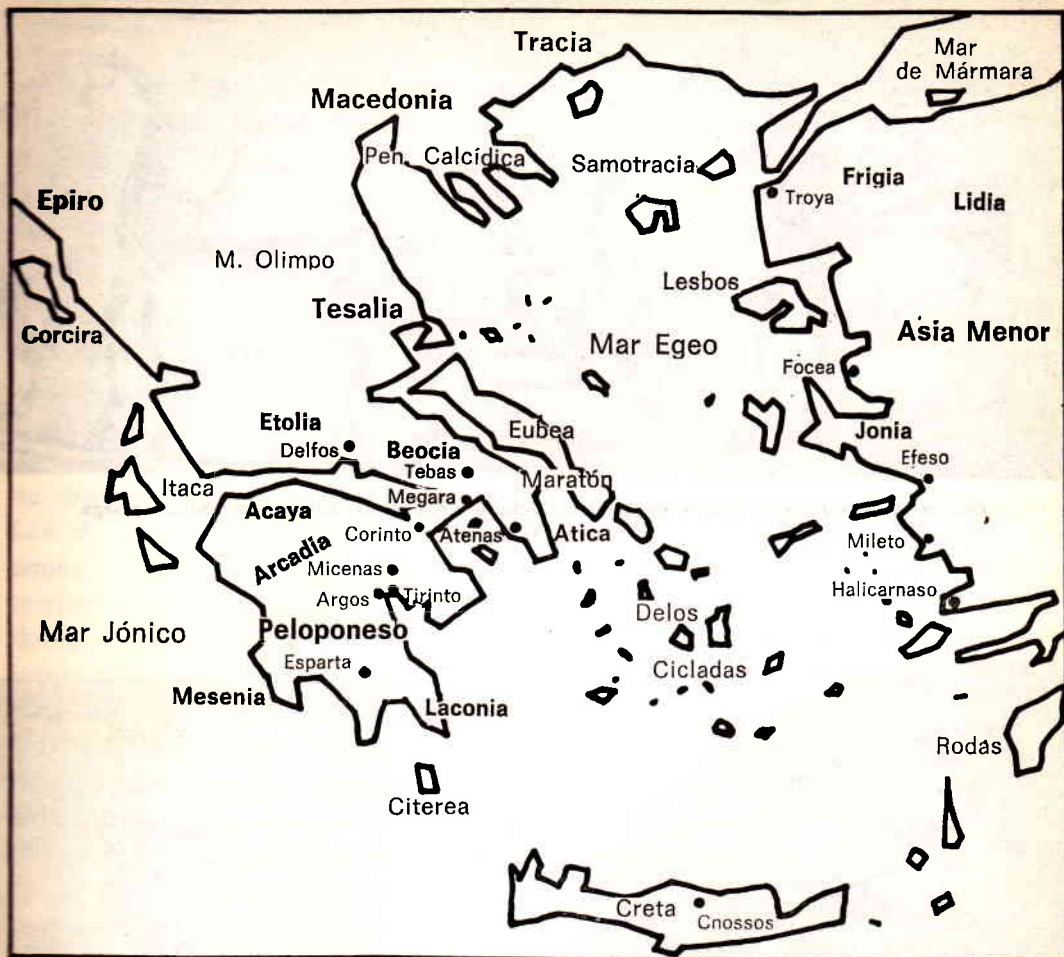 Tracia
Mar
de Mármara
Macedonia
Pen. Calcídica
Samotracia
Frigia
Troya
Lidia
Epiro
M. Olimpo
Lesbos
Tesalia
Corcira
Mar Egeo
Asia Menor
Focea
Etolia
Delfos
Beocia
Tebas
Eubea
Jonia
Efeso
Itaca
Megara
Maratón
Acaya
Corinto
Atenas
Atica
Arcadia
Mileto
Micenas
Argos
Tirinto
Halicarnaso
Delos
Mar Jónico
Peloponeso
Esparta
Cicladas
Mesenia
Laconia
Rodas
Citerea
Creta
Cnossos